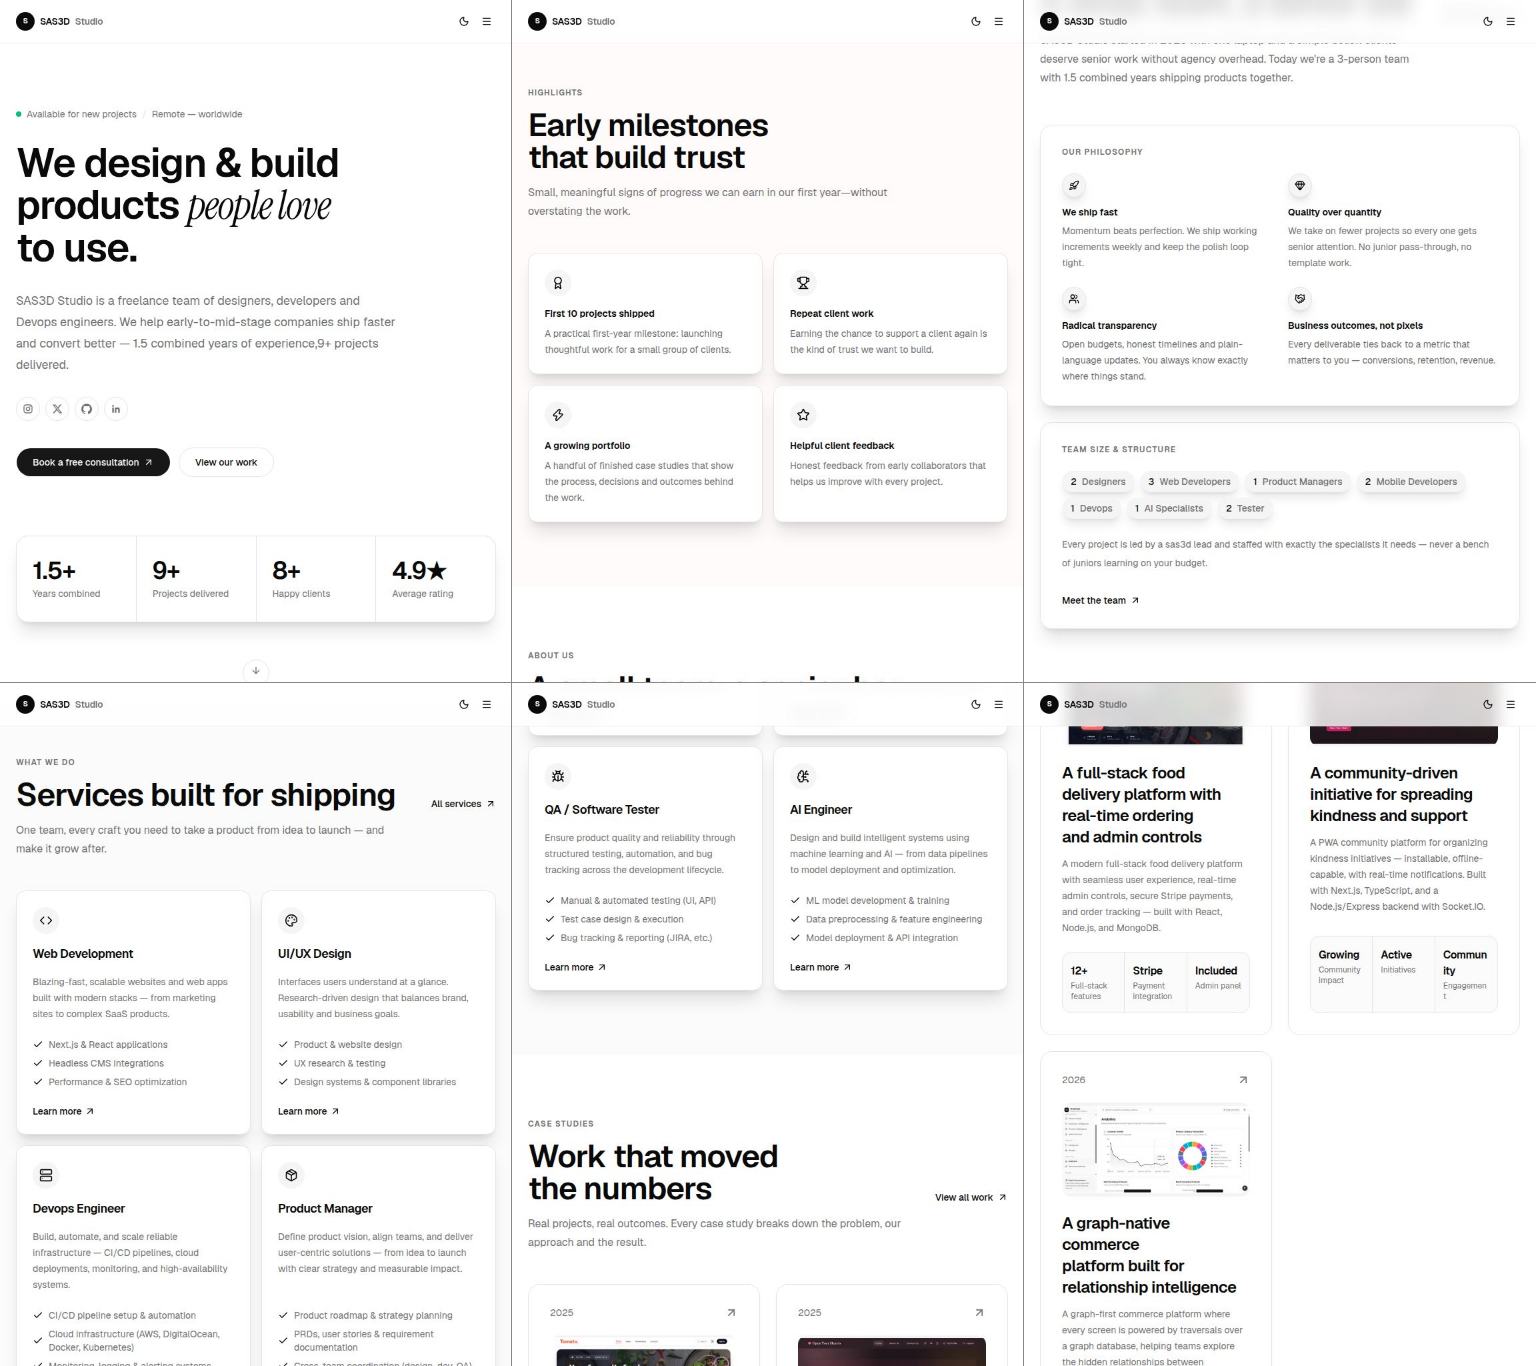 S SAS3D Studio
Available for new projects / Remote — worldwide
We design & build
products people love
to use.
SAS3D Studio is a freelance team of designers, developers and
Devops engineers. We help early-to-mid-stage companies ship faster
and convert better — 1.5 combined years of experience,9+ projects
delivered.
Book a free consultation
View our work
1.5+
Years combined
9+
Projects delivered
8+
Happy clients
4.9★
Average rating
S SAS3D Studio
HIGHLIGHTS
Early milestones
that build trust
Small, meaningful signs of progress we can earn in our first year—without
overstating the work.
First 10 projects shipped
A practical first-year milestone: launching
thoughtful work for a small group of clients.
Repeat client work
Earning the chance to support a client again is
the kind of trust we want to build.
A growing portfolio
A handful of finished case studies that show
the process, decisions and outcomes behind
the work.
Helpful client feedback
Honest feedback from early collaborators that
helps us improve with every project.
ABOUT US
S SAS3D Studio
deserve senior work without agency overhead. Today we're a 3-person team
with 1.5 combined years shipping products together.
OUR PHILOSOPHY
We ship fast
Momentum beats perfection. We ship working
increments weekly and keep the polish loop
tight.
Quality over quantity
We take on fewer projects so every one gets
senior attention. No junior pass-through, no
template work.
Radical transparency
Open budgets, honest timelines and plain-
language updates. You always know exactly
where things stand.
Business outcomes, not pixels
Every deliverable ties back to a metric that
matters to you — conversions, retention, revenue.
TEAM SIZE & STRUCTURE
2 Designers
3 Web Developers
1 Product Managers
2 Mobile Developers
1 Devops
1 AI Specialists
2 Tester
Every project is led by a sas3d lead and staffed with exactly the specialists it needs — never a bench
of juniors learning on your budget.
Meet the team
S SAS3D Studio
WHAT WE DO
Services built for shipping
All services
One team, every craft you need to take a product from idea to launch — and
make it grow after.
Web Development
Blazing-fast, scalable websites and web apps
built with modern stacks — from marketing
sites to complex SaaS products.
Next.js & React applications
Headless CMS integrations
Performance & SEO optimization
Learn more
UI/UX Design
Interfaces users understand at a glance.
Research-driven design that balances brand,
usability and business goals.
Product & website design
UX research & testing
Design systems & component libraries
Learn more
Devops Engineer
Build, automate, and scale reliable
infrastructure — CI/CD pipelines, cloud
deployments, monitoring, and high-availability
systems.
CI/CD pipeline setup & automation
Cloud infrastructure (AWS, DigitalOcean,
Docker, Kubernetes)
Monitoring, logging & alerting systems
Product Manager
Define product vision, align teams, and deliver
user-centric solutions — from idea to launch
with clear strategy and measurable impact.
Product roadmap & strategy planning
PRDs, user stories & requirement
documentation
Cross-team coordination (design, dev, QA)
S SAS3D Studio
QA / Software Tester
Ensure product quality and reliability through
structured testing, automation, and bug
tracking across the development lifecycle.
Manual & automated testing (UI, API)
Test case design & execution
Bug tracking & reporting (JIRA, etc.)
Learn more
AI Engineer
Design and build intelligent systems using
machine learning and AI — from data pipelines
to model deployment and optimization.
ML model development & training
Data preprocessing & feature engineering
Model deployment & API integration
Learn more
CASE STUDIES
Work that moved
the numbers
View all work
Real projects, real outcomes. Every case study breaks down the problem, our
approach and the result.
2025
2025
S SAS3D Studio
A full-stack food
delivery platform with
real-time ordering
and admin controls
A modern full-stack food delivery platform
with seamless user experience, real-time
admin controls, secure Stripe payments,
and order tracking — built with React,
Node.js, and MongoDB.
12+
Full-stack
features
Stripe
Payment
integration
Included
Admin panel
A community-driven
initiative for spreading
kindness and support
A PWA community platform for organizing
kindness initiatives — installable, offline-
capable, with real-time notifications. Built
with Next.js, TypeScript, and a
Node.js/Express backend with Socket.IO.
Growing
Community
impact
Active
Initiatives
Commun
ity
Engagemen
t
2026
A graph-native
commerce
platform built for
relationship intelligence
A graph-first commerce platform where
every screen is powered by traversals over
a graph database, helping teams explore
the hidden relationships between